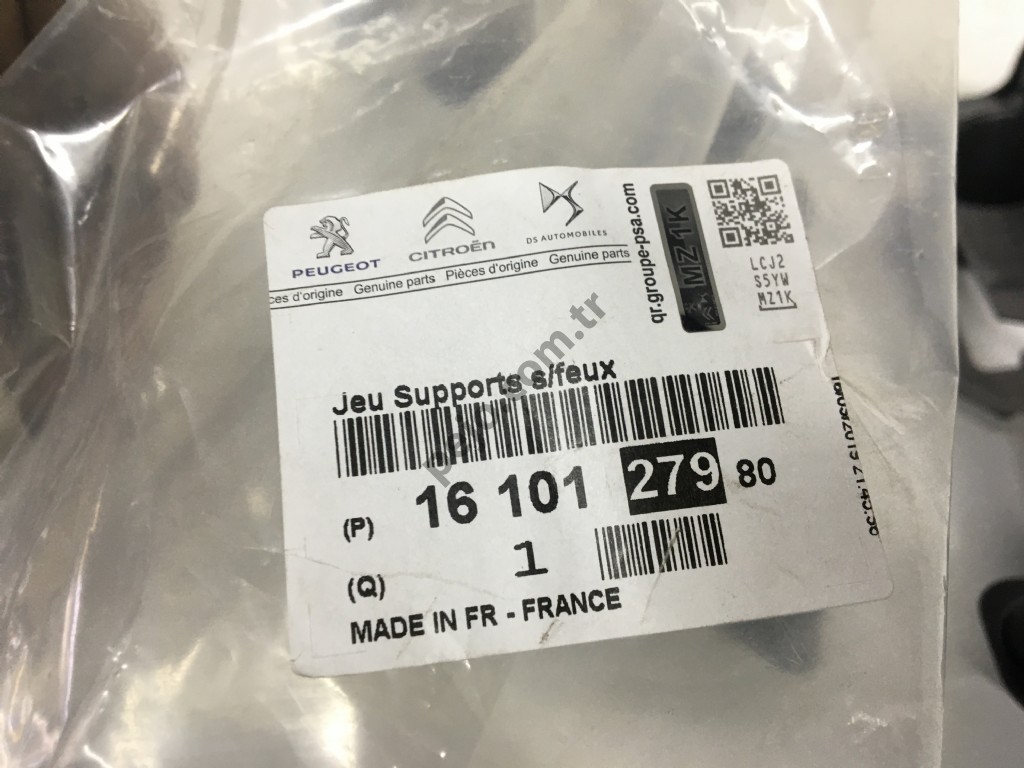 PEUGEOT
CITROËN
DS AUTOMOBILES
ces d'origine Genuine parts Pièces d'origine Genuine parts
qr.groupe-psa.com
MZ1K
LCJ2
S5YW
MZ1K
Jeu Supports s/feux
(P) 16 101 279 80
(Q) 1
MADE IN FR - FRANCE